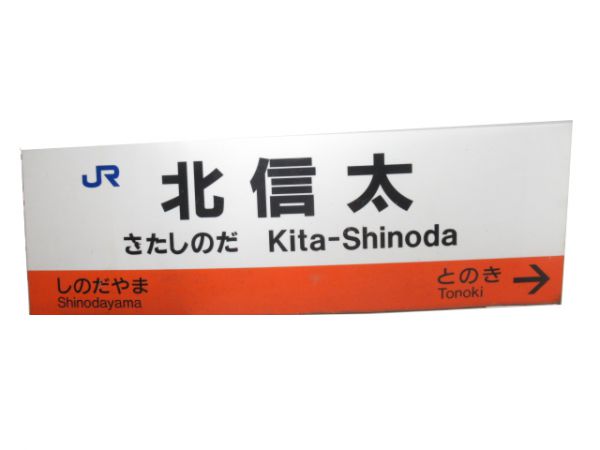 JR 北信太
さたしのだ Kita-Shinoda
しのだやま とのき →
Shinodayama Tonoki